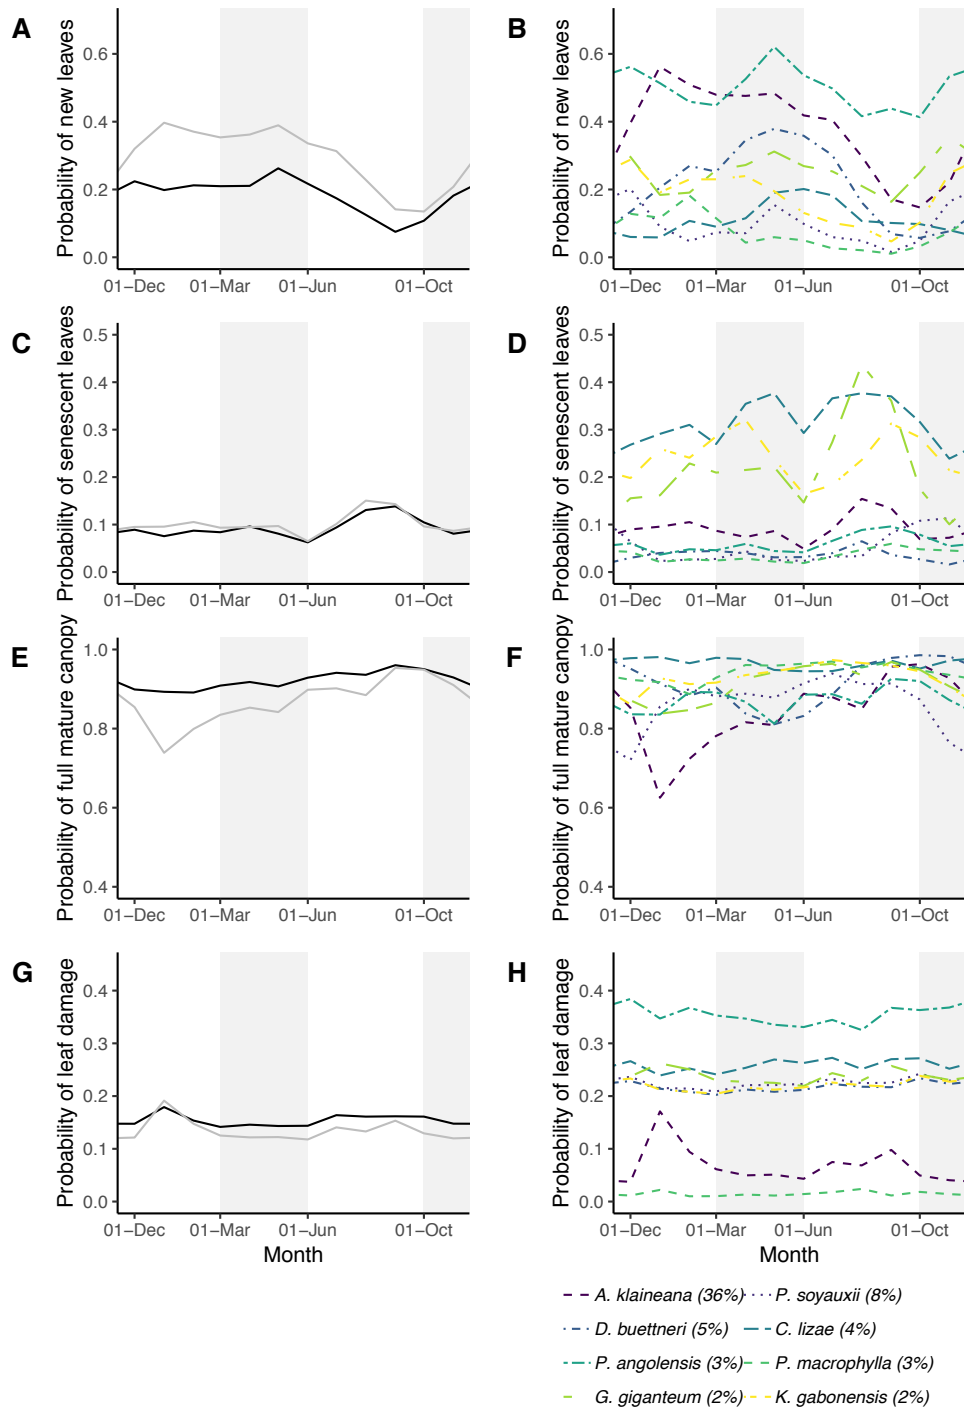 A
Probability of new leaves
0.6
0.4
0.2
0.0
01–Dec 01–Mar 01–Jun 01–Oct
B
Probability of new leaves
0.6
0.4
0.2
0.0
01–Dec 01–Mar 01–Jun 01–Oct
C
Probability of senescent leaves
0.5
0.4
0.3
0.2
0.1
0.0
01–Dec 01–Mar 01–Jun 01–Oct
D
Probability of senescent leaves
0.5
0.4
0.3
0.2
0.1
0.0
01–Dec 01–Mar 01–Jun 01–Oct
E
Probability of full mature canopy
1.0
0.8
0.6
0.4
01–Dec 01–Mar 01–Jun 01–Oct
F
Probability of full mature canopy
1.0
0.8
0.6
0.4
01–Dec 01–Mar 01–Jun 01–Oct
G
Probability of leaf damage
0.4
0.3
0.2
0.1
0.0
01–Dec 01–Mar 01–Jun 01–Oct
Month
H
Probability of leaf damage
0.4
0.3
0.2
0.1
0.0
01–Dec 01–Mar 01–Jun 01–Oct
Month
A. klaineana (36%) P. soyauxii (8%)
D. buettneri (5%) C. lizae (4%)
P. angolensis (3%) P. macrophylla (3%)
G. giganteum (2%) K. gabonensis (2%)